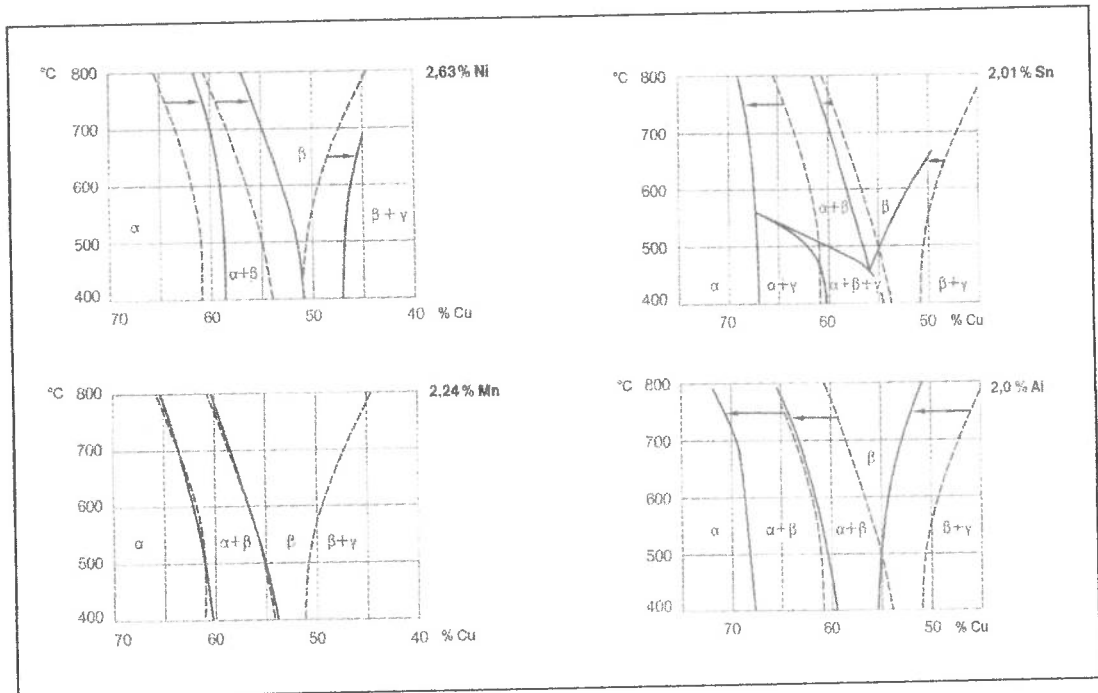 °C 800 2,63% Ni
700
β
600
α β+γ
500
α+β
400
70 60 50 40 % Cu
°C 800 2,01% Sn
700
600
α+β β
500
α α+γ α+β+γ β+γ
400
70 60 50 % Cu
°C 800 2,24% Mn
700
600
α α+β β β+γ
500
400
70 60 50 40 % Cu
°C 800 2,0% Al
700
β
600
α α+β α+β β+γ
500
400
70 60 50 % Cu